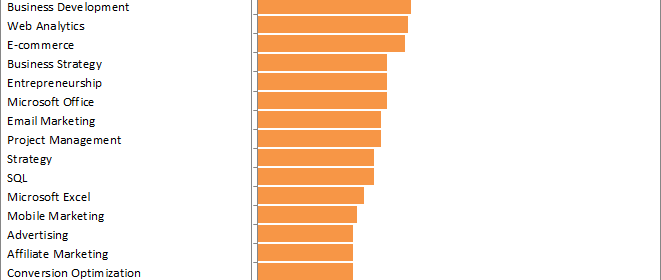 Business Development
Web Analytics
E-commerce
Business Strategy
Entrepreneurship
Microsoft Office
Email Marketing
Project Management
Strategy
SQL
Microsoft Excel
Mobile Marketing
Advertising
Affiliate Marketing
Conversion Optimization